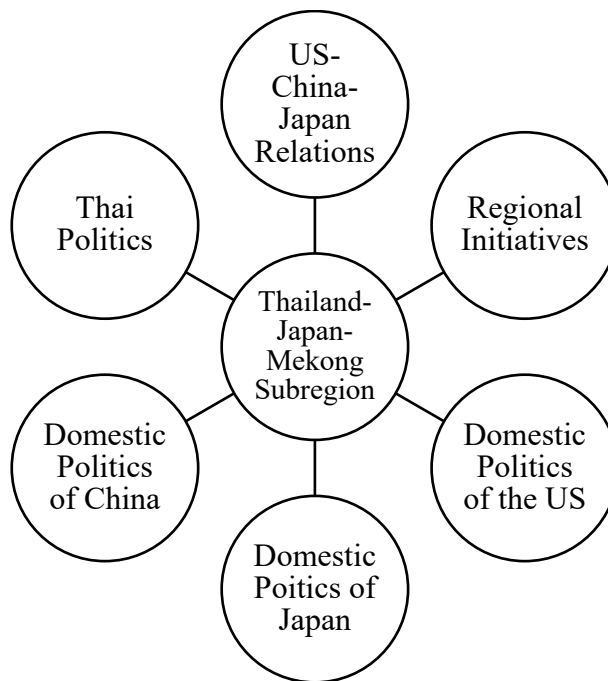 US-
China-
Japan
Relations
Thai
Politics
Regional
Initiatives
Thailand-
Japan-
Mekong
Subregion
Domestic
Politics
of China
Domestic
Politics
of the US
Domestic
Poitics of
Japan